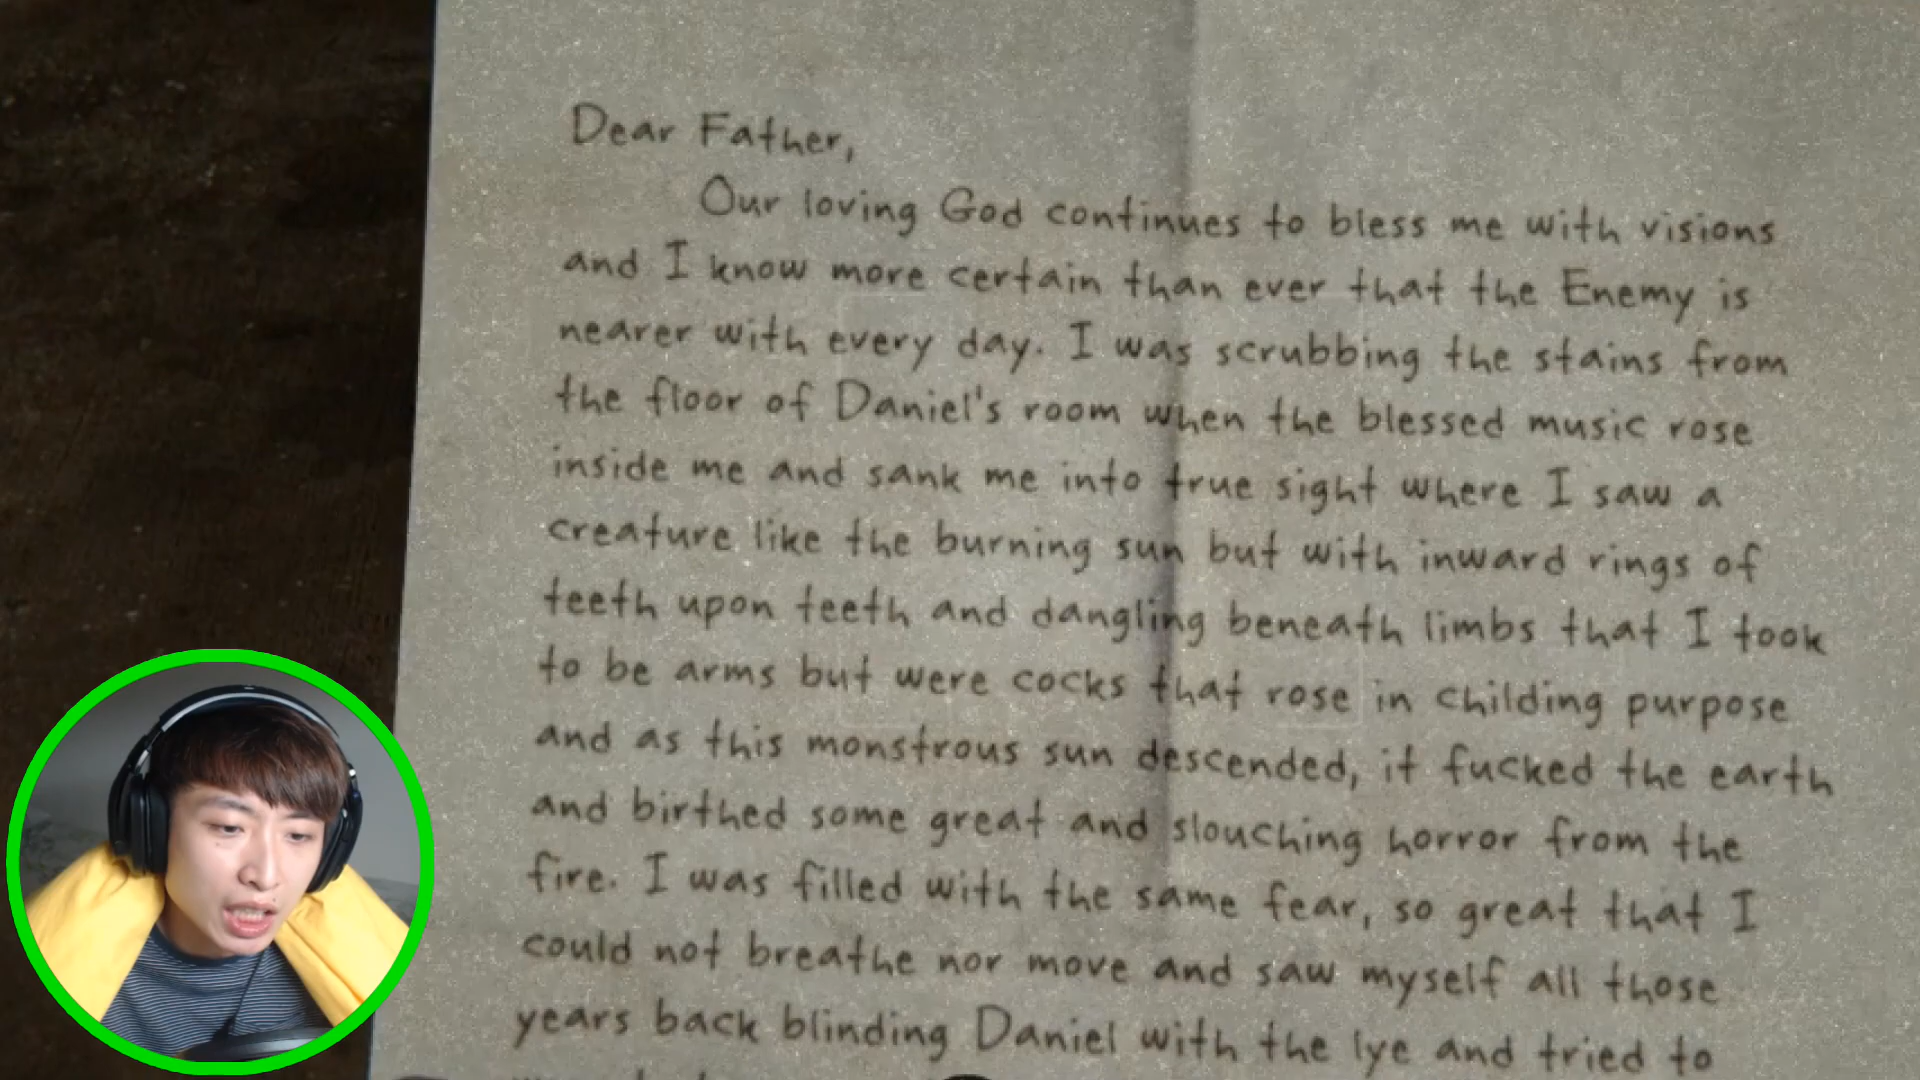 Dear Father,
Our loving God continues to bless me with visions
and I know more certain than ever that the Enemy is
nearer with every day. I was scrubbing the stains from
the floor of Daniel's room when the blessed music rose
inside me and sank me into true sight where I saw a
creature like the burning sun but with inward rings of
teeth upon teeth and dangling beneath limbs that I took
to be arms but were cocks that rose in childing purpose
and as this monstrous sun descended, it fucked the earth
and birthed some great and slouching horror from the
fire. I was filled with the same fear, so great that I
could not breathe nor move and saw myself all those
years back blinding Daniel with the lye and tried to